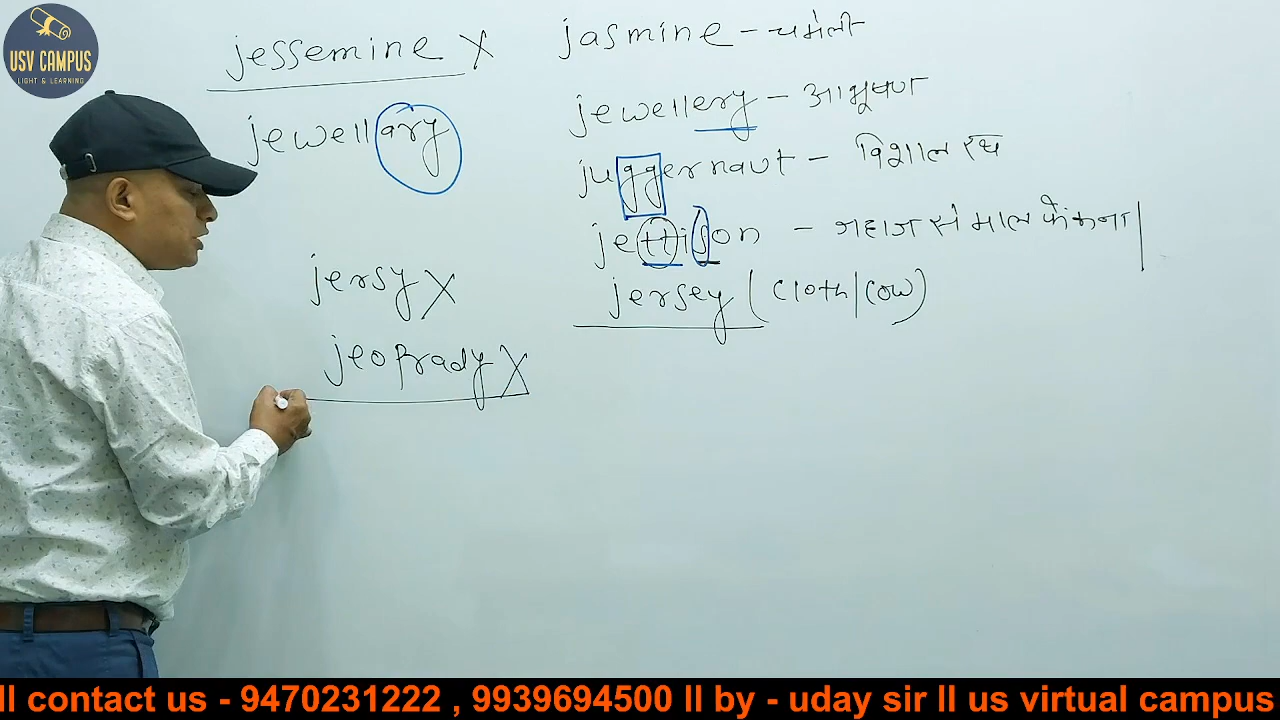 USV CAMPUS
LIGHT & LEARNING
jessemine X jasmine - चमेली
jewellary jewellery - आभूषण
juggernaut - विशाल रथ
jettison - जहाज से माल फेंकना
jersy X jersey (cloth/cow)
jeoprady X
ll contact us - 9470231222 , 9939694500 ll by - uday sir ll us virtual campus